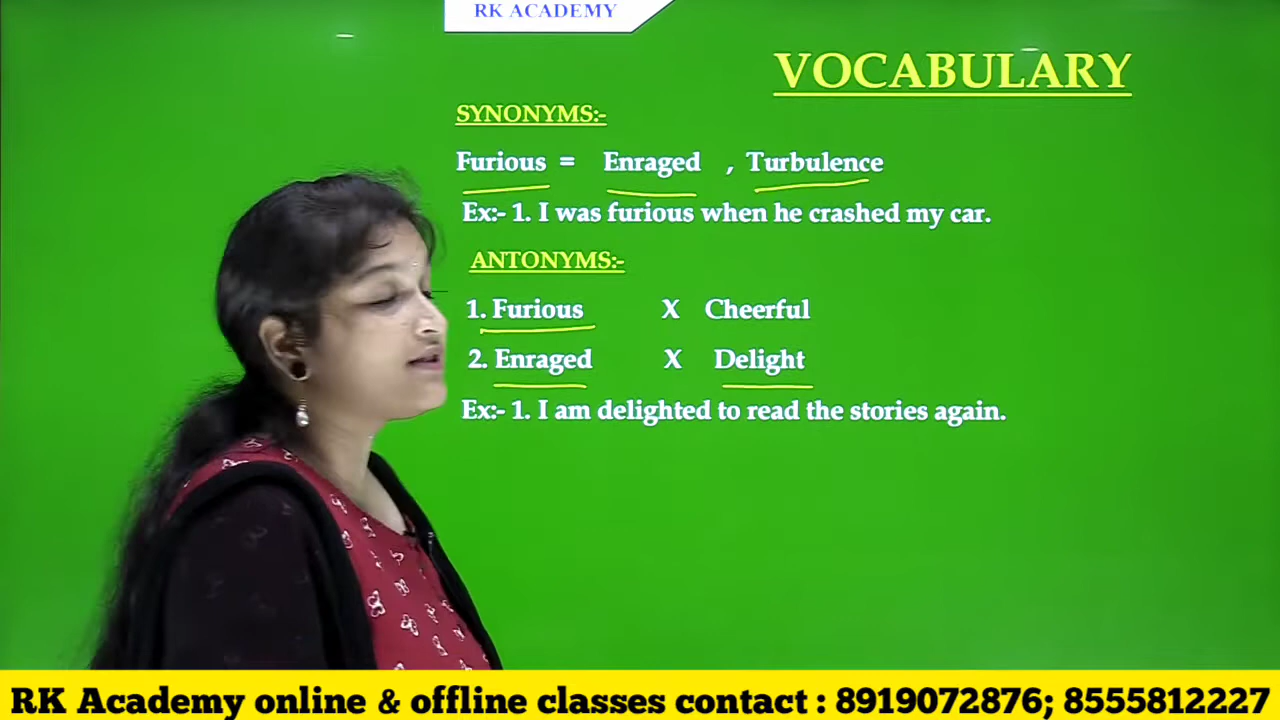 RK ACADEMY
VOCABULARY
SYNONYMS:-
Furious = Enraged , Turbulence
Ex:- 1. I was furious when he crashed my car.
ANTONYMS:-
1. Furious X Cheerful
2. Enraged X Delight
Ex:- 1. I am delighted to read the stories again.
RK Academy online & offline classes contact : 8919072876; 8555812227